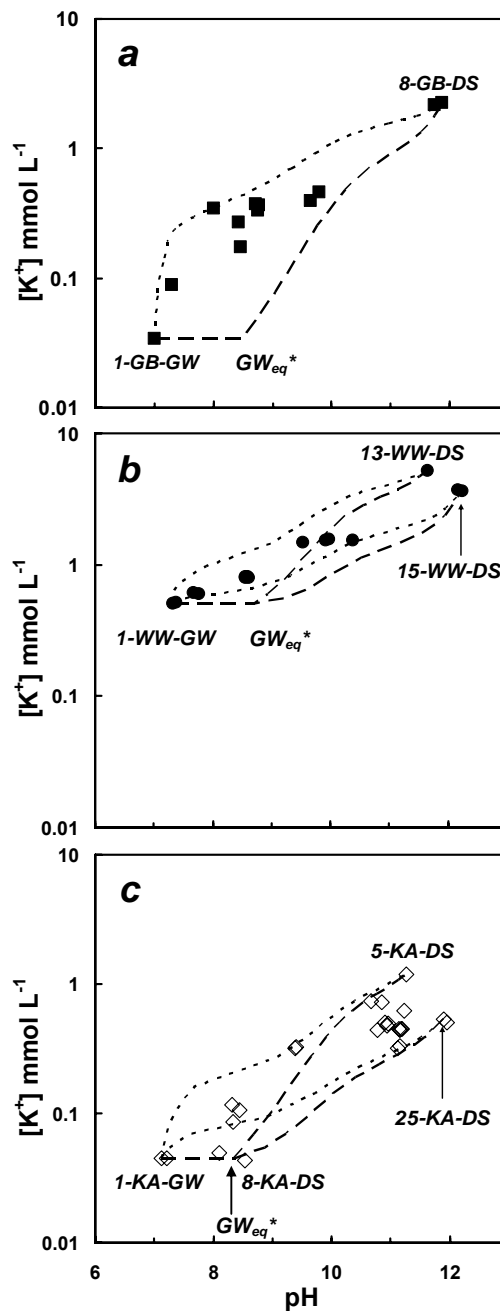 10
a
8-GB-DS
1
[K⁺] mmol L⁻¹
0.1
1-GB-GW
GWeq*
0.01
10
b
13-WW-DS
1
15-WW-DS
[K⁺] mmol L⁻¹
1-WW-GW
GWeq*
0.1
0.01
10
c
5-KA-DS
1
[K⁺] mmol L⁻¹
0.1
25-KA-DS
1-KA-GW
8-KA-DS
GWeq*
0.01
6 8 10 12
pH